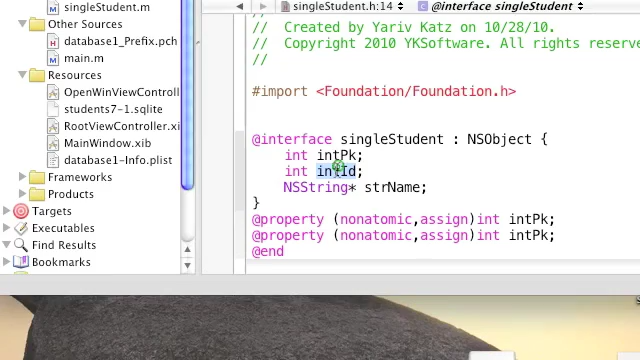 singleStudent.m
Other Sources
database1_Prefix.pch
main.m
Resources
OpenWinViewControll
students7-1.sqlite
RootViewController.xi
MainWindow.xib
database1-Info.plist
Frameworks
Products
Targets
Executables
Find Results
Bookmarks
singleStudent.h:14
@interface singleStudent
//
// Created by Yariv Katz on 10/28/10.
// Copyright 2010 YKSoftware. All rights reserve
//
#import <Foundation/Foundation.h>
@interface singleStudent : NSObject {
int intPk;
int intId;
NSString* strName;
}
@property (nonatomic,assign)int intPk;
@property (nonatomic,assign)int intPk;
@end